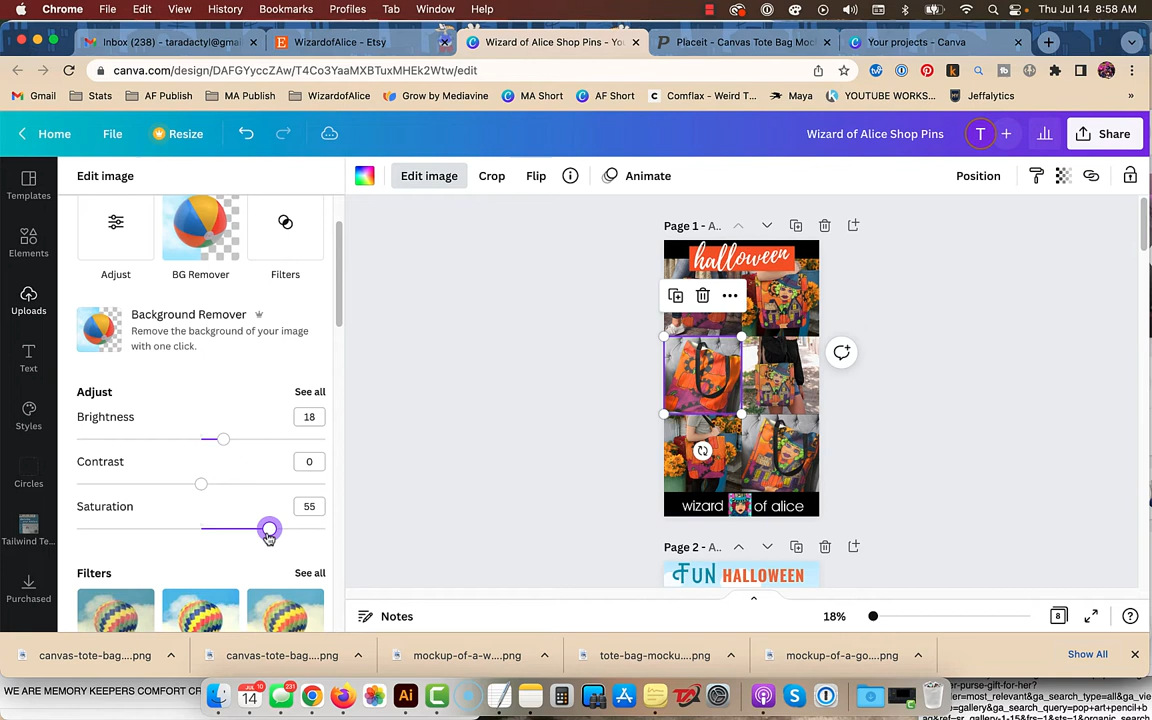 Chrome File Edit View History Bookmarks Profiles Tab Window Help Thu Jul 14 8:58 AM
Inbox (238) - taradactyl@gmai
WizardofAlice - Etsy
Wizard of Alice Shop Pins - You
Placeit - Canvas Tote Bag Moc
Your projects - Canva
canva.com/design/DAFGYyccZAw/T4Co3YaaMXBTuxMHEk2Wtw/edit
Gmail Stats AF Publish MA Publish WizardofAlice Grow by Mediavine MA Short AF Short Comflax - Weird T... Maya YOUTUBE WORKS... Jeffalytics »
Home File Resize Wizard of Alice Shop Pins T Share
Edit image
Edit image Crop Flip Animate Position
Templates
Elements
Uploads
Text
Styles
Circles
Tailwind Te...
Purchased
Adjust BG Remover Filters
Background Remover
Remove the background of your image
with one click.
Adjust See all
Brightness 18
Contrast 0
Saturation 55
Filters See all
Page 1 - A..
halloween
wizard of alice
Page 2 - A..
FUN HALLOWEEN
Notes 18% 8
canvas-tote-bag....png
canvas-tote-bag....png
mockup-of-a-w....png
tote-bag-mocku....png
mockup-of-a-go....png
Show All
WE ARE MEMORY KEEPERS COMFORT CR
14
231